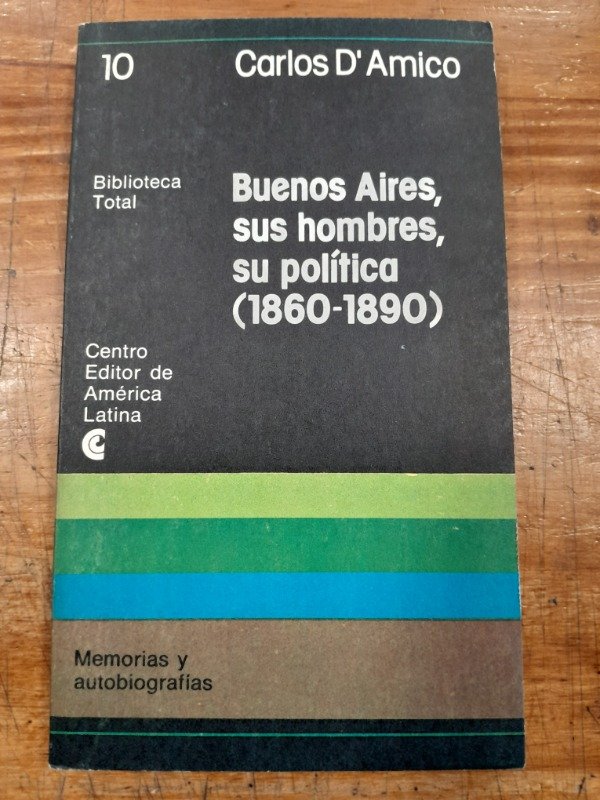 10
Carlos D'Amico
Biblioteca
Total
Buenos Aires,
sus hombres,
su política
(1860-1890)
Centro
Editor de
América
Latina
Memorias y
autobiografías